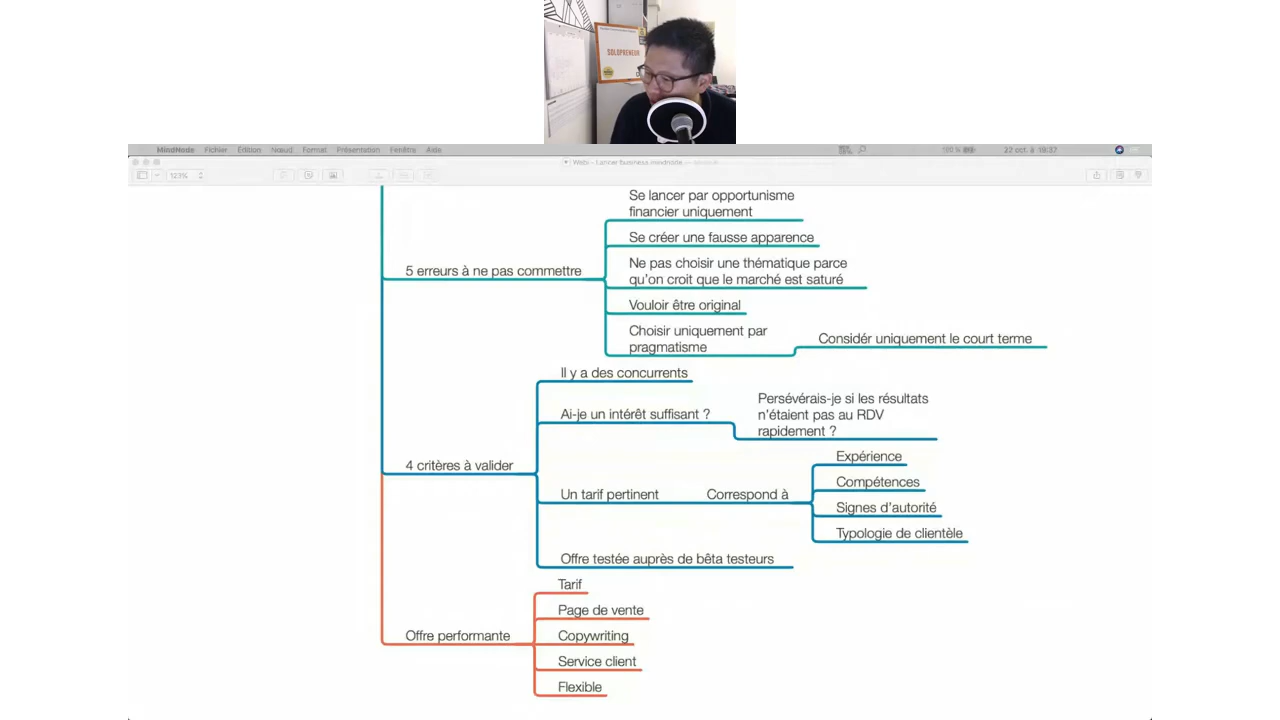 SOLOPRENEUR
MindNode Fichier Édition Nœud Format Présentation Fenêtre Aide
100 % 22 oct. à 18:37
Webi - Lancer business.mindnode
123%
Se lancer par opportunisme
financier uniquement
Se créer une fausse apparence
5 erreurs à ne pas commettre
Ne pas choisir une thématique parce
qu'on croit que le marché est saturé
Vouloir être original
Choisir uniquement par
pragmatisme
Considér uniquement le court terme
Il y a des concurrents
Ai-je un intérêt suffisant ?
Persévérais-je si les résultats
n'étaient pas au RDV
rapidement ?
4 critères à valider
Un tarif pertinent
Correspond à
Expérience
Compétences
Signes d'autorité
Typologie de clientèle
Offre testée auprès de bêta testeurs
Offre performante
Tarif
Page de vente
Copywriting
Service client
Flexible